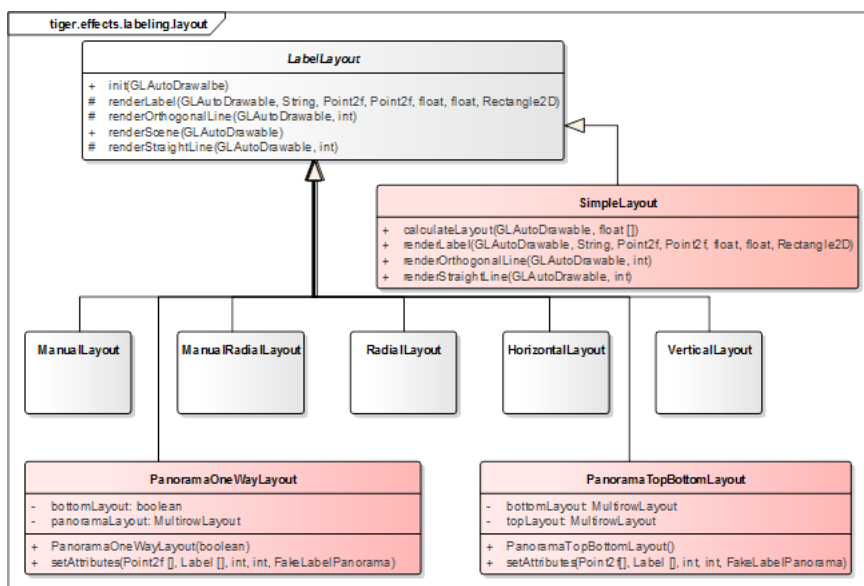 tiger.effects.labeling.layout
LabelLayout
+ init(GLAutoDrawalbe)
# renderLabel(GLAutoDrawable, String, Point2f, Point2f, float, float, Rectangle2D)
# renderOrthogonalLine(GLAutoDrawable, int)
+ renderScene(GLAutoDrawable)
# renderStraightLine(GLAutoDrawable, int)
SimpleLayout
+ calculateLayout(GLAutoDrawable, float [])
+ renderLabel(GLAutoDrawable, String, Point2f, Point2f, float, float, Rectangle2D)
+ renderOrthogonalLine(GLAutoDrawable, int)
+ renderStraightLine(GLAutoDrawable, int)
ManualLayout
ManualRadialLayout
RadialLayout
HorizontalLayout
VerticalLayout
PanoramaOneWayLayout
- bottomLayout: boolean
- panoramaLayout: MultirowLayout
+ PanoramaOneWayLayout(boolean)
+ setAttributes(Point2f [], Label [], int, int, FakeLabelPanorama)
PanoramaTopBottomLayout
- bottomLayout: MultirowLayout
- topLayout: MultirowLayout
+ PanoramaTopBottomLayout()
+ setAttributes(Point2f[], Label [], int, int, FakeLabelPanorama)